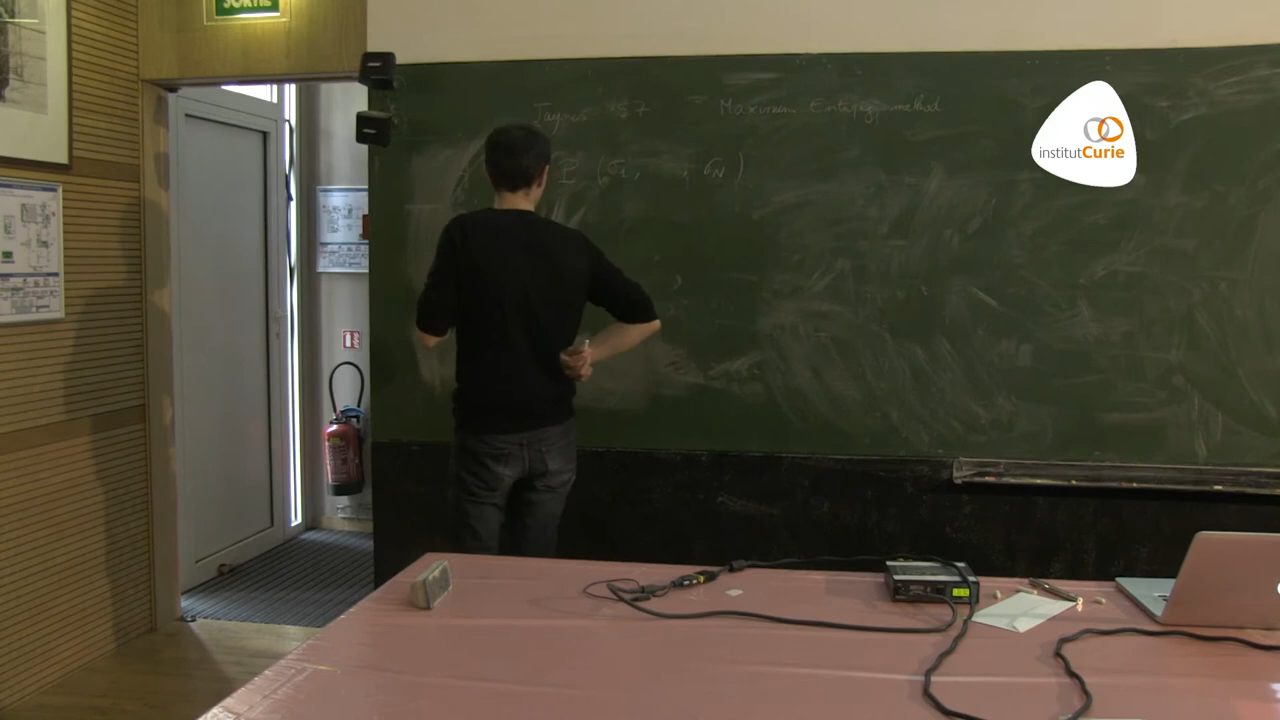 SORTIE
Jaynes '57 Maximum Entropy method
P (σ1, , σN)
institutCurie